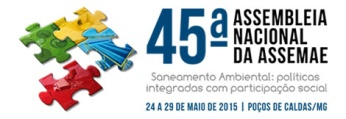 45ª ASSEMBLEIA
NACIONAL
DA ASSEMAE
Saneamento Ambiental: políticas
integradas com participação social
24 A 29 DE MAIO DE 2015 | POÇOS DE CALDAS/MG